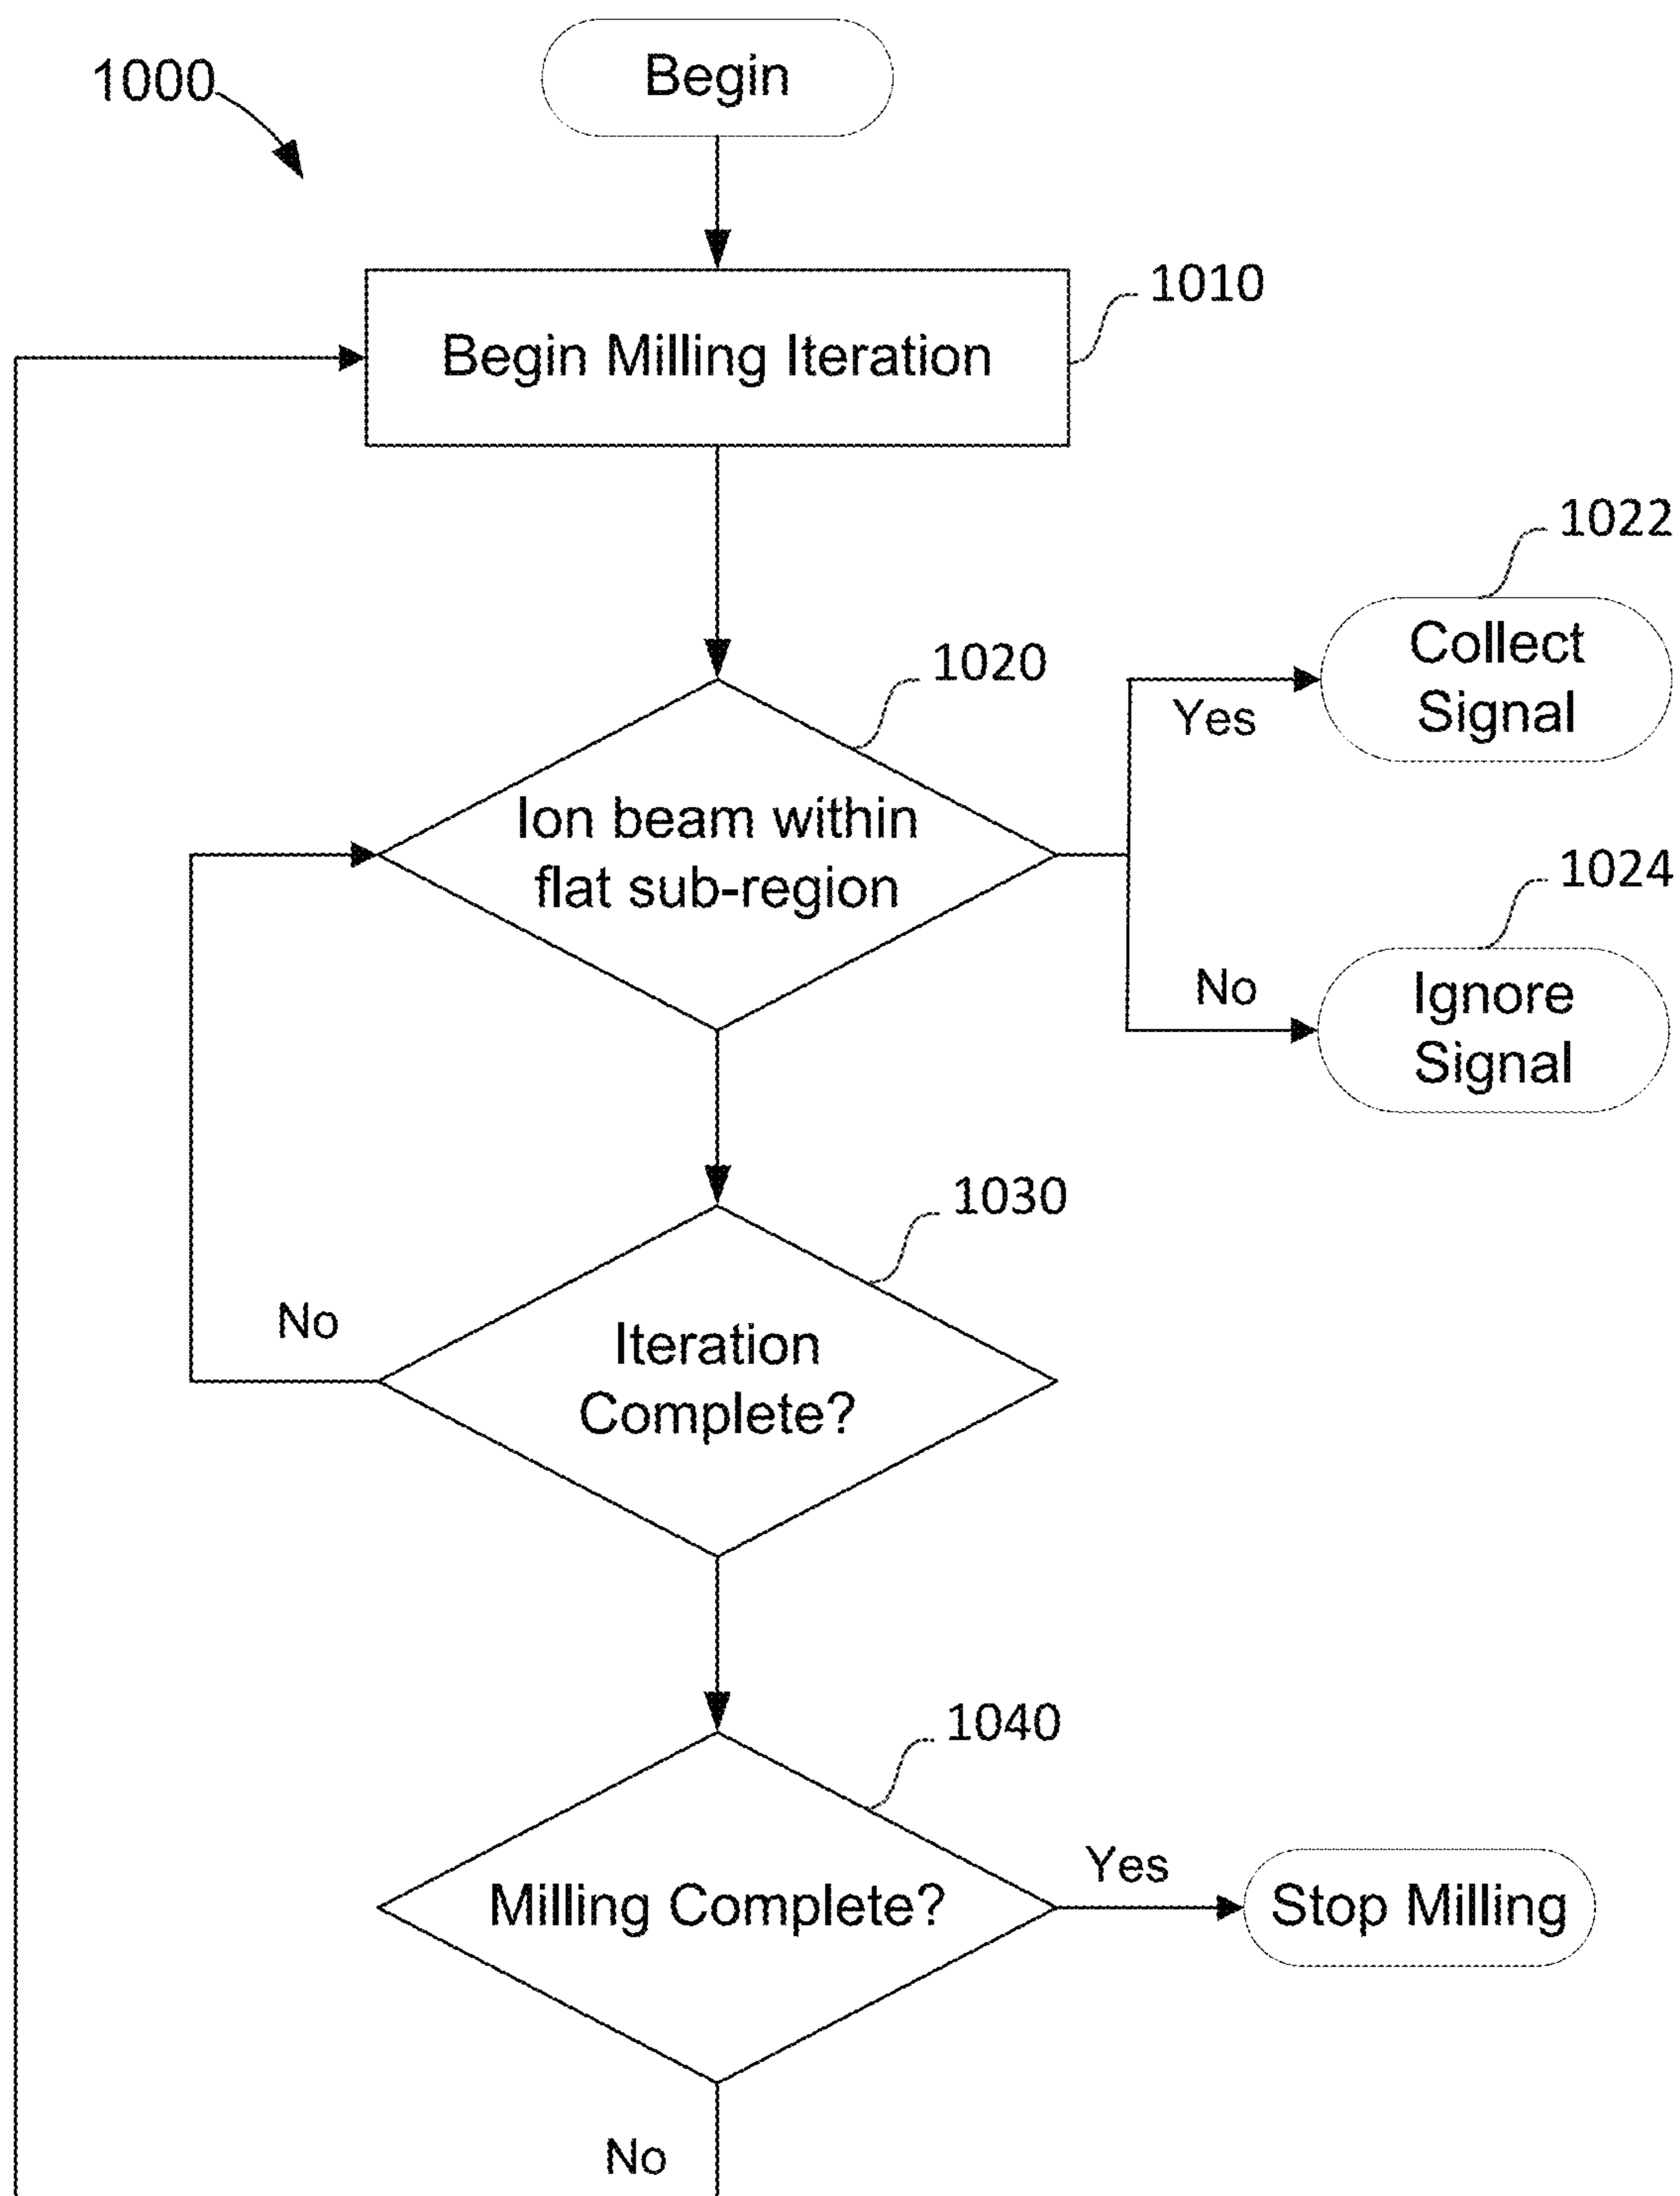 Begin
1000
1010
Begin Milling Iteration
1022
Collect
Signal
1020
Yes
Ion beam within
flat sub-region
1024
No
Ignore
Signal
1030
No
Iteration
Complete?
1040
Yes
Milling Complete?
Stop Milling
No